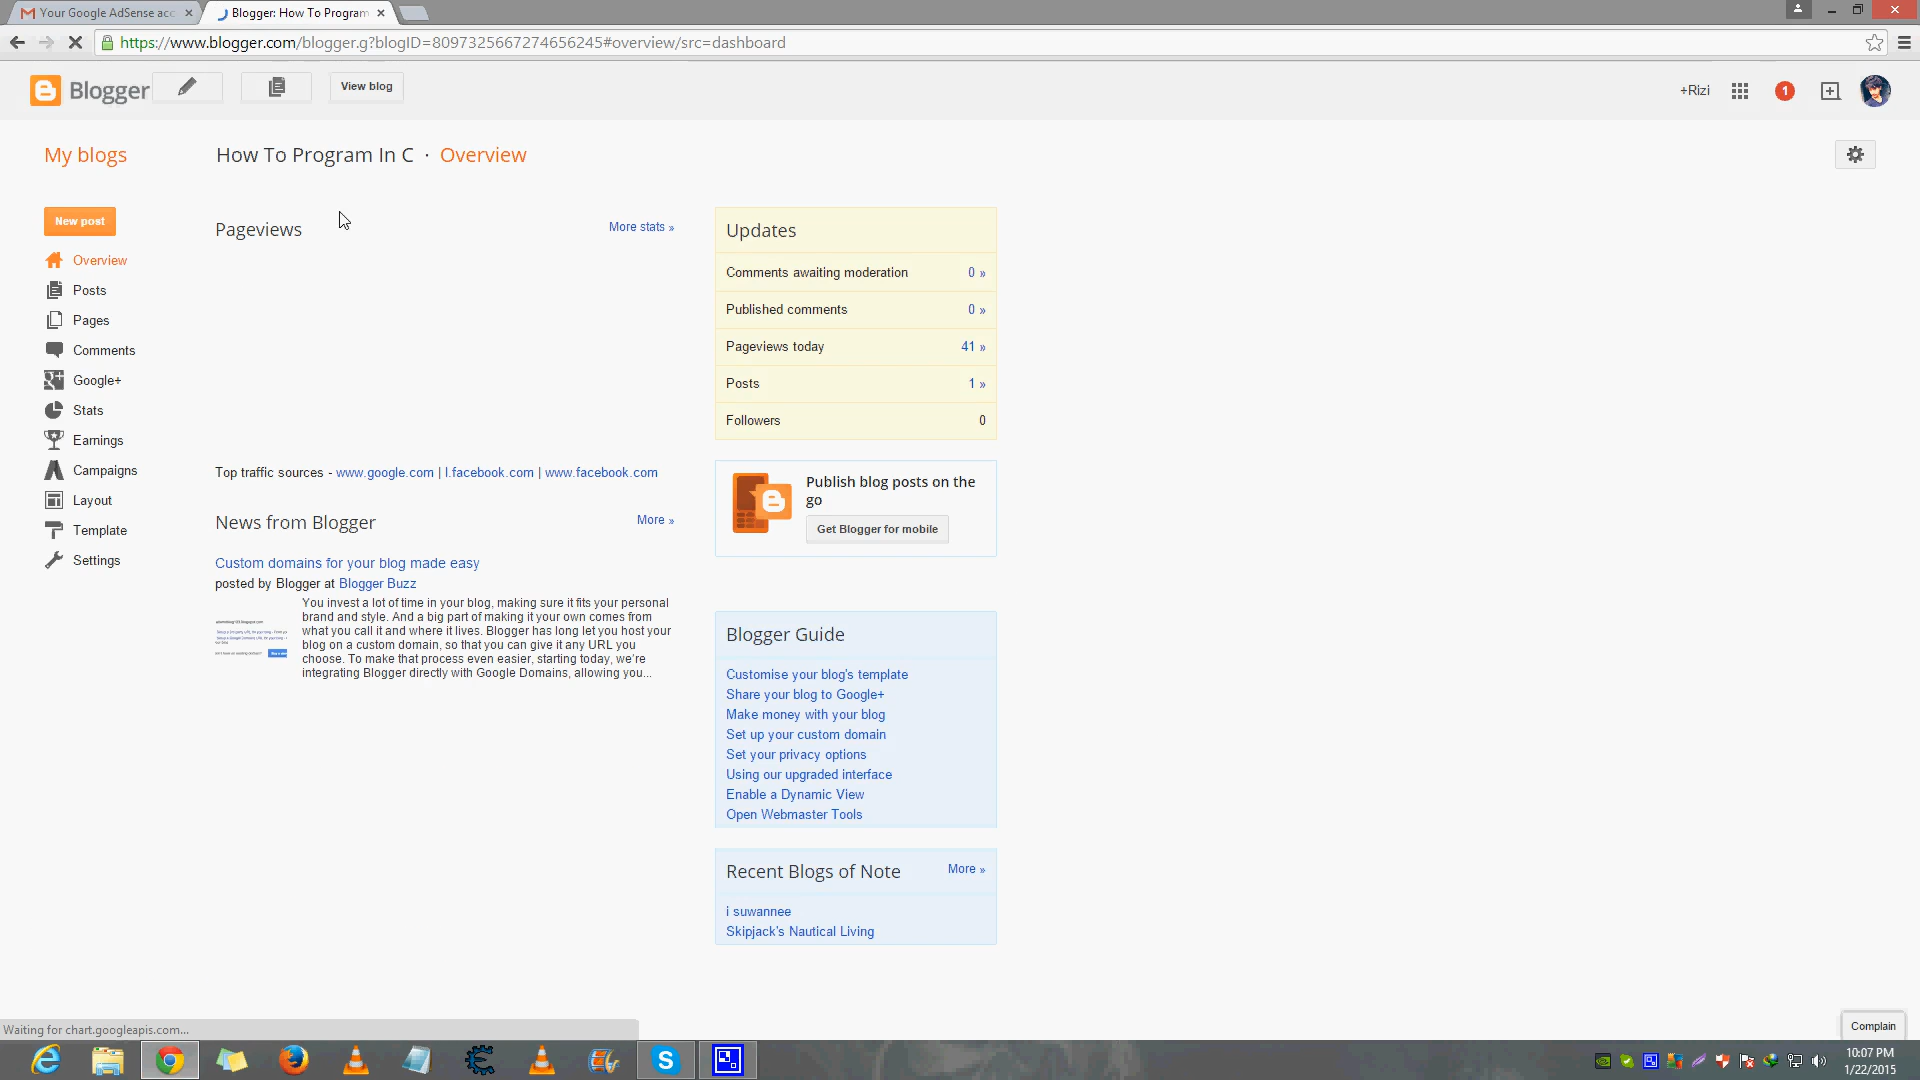 Your Google AdSense acc
Blogger: How To Program
https://www.blogger.com/blogger.g?blogID=8097325667274656245#overview/src=dashboard
Blogger
View blog
+Rizi
1
My blogs
How To Program In C · Overview
New post
Overview
Posts
Pages
Comments
Google+
Stats
Earnings
Campaigns
Layout
Template
Settings
Pageviews
More stats »
Top traffic sources - www.google.com | l.facebook.com | www.facebook.com
News from Blogger
More »
Custom domains for your blog made easy
posted by Blogger at Blogger Buzz
You invest a lot of time in your blog, making sure it fits your personal
brand and style. And a big part of making it your own comes from
what you call it and where it lives. Blogger has long let you host your
blog on a custom domain, so that you can give it any URL you
choose. To make that process even easier, starting today, we're
integrating Blogger directly with Google Domains, allowing you...
Updates
Comments awaiting moderation 0 »
Published comments 0 »
Pageviews today 41 »
Posts 1 »
Followers 0
Publish blog posts on the
go
Get Blogger for mobile
Blogger Guide
Customise your blog's template
Share your blog to Google+
Make money with your blog
Set up your custom domain
Set your privacy options
Using our upgraded interface
Enable a Dynamic View
Open Webmaster Tools
Recent Blogs of Note
More »
i suwannee
Skipjack's Nautical Living
Waiting for chart.googleapis.com...
Complain
10:07 PM
1/22/2015